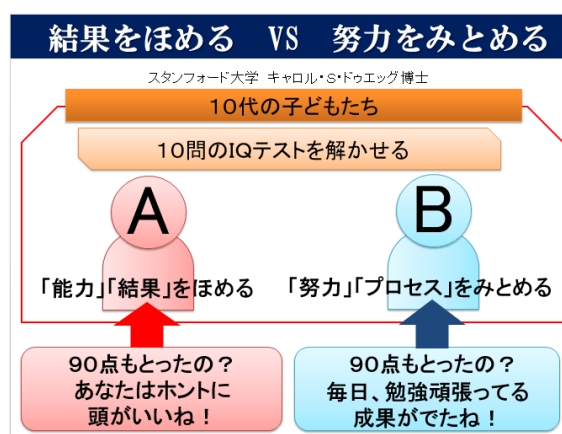 結果をほめる VS 努力をみとめる
スタンフォード大学 キャロル・S・ドゥエッグ博士
10代の子どもたち
10問のIQテストを解かせる
A
B
「能力」「結果」をほめる
「努力」「プロセス」をみとめる
90点もとったの?
あなたはホントに
頭がいいね!
90点もとったの?
毎日、勉強頑張ってる
成果がでたね!